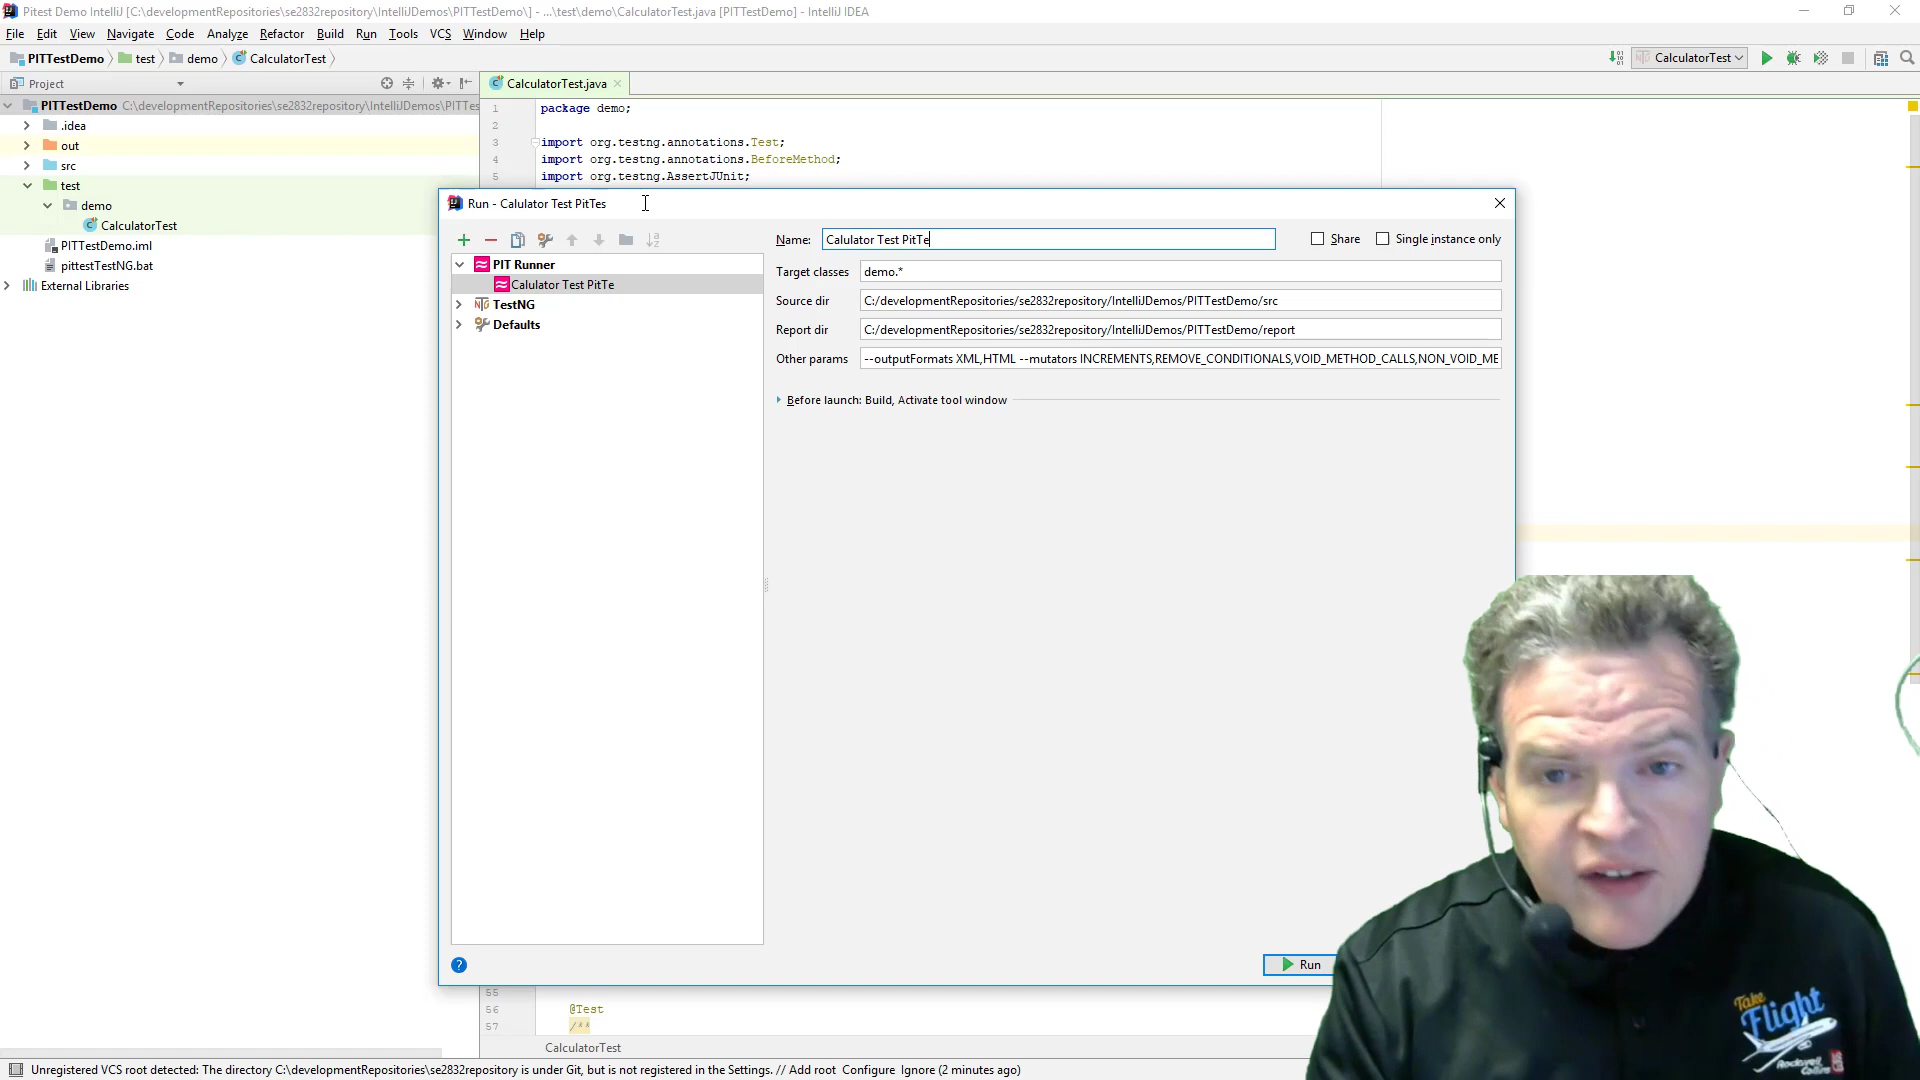 Pitest Demo IntelliJ [C:\developmentRepositories\se2832repository\IntelliJDemos\PITTestDemo\] - ...\test\demo\CalculatorTest.java [PITTestDemo] - IntelliJ IDEA
File Edit View Navigate Code Analyze Refactor Build Run Tools VCS Window Help
PITTestDemo test demo CalculatorTest
CalculatorTest
Project
CalculatorTest.java
PITTestDemo C:\developmentRepositories\se2832repository\IntelliJDemos\PITTes
.idea
out
src
test
demo
CalculatorTest
PITTestDemo.iml
pittestTestNG.bat
External Libraries
1 package demo;
2
3 import org.testng.annotations.Test;
4 import org.testng.annotations.BeforeMethod;
5 import org.testng.AssertJUnit;
Run - Calulator Test PitTes
PIT Runner
Calulator Test PitTe
TestNG
Defaults
Name: Calulator Test PitTe
Share Single instance only
Target classes demo.*
Source dir C:/developmentRepositories/se2832repository/IntelliJDemos/PITTestDemo/src
Report dir C:/developmentRepositories/se2832repository/IntelliJDemos/PITTestDemo/report
Other params --outputFormats XML,HTML --mutators INCREMENTS,REMOVE_CONDITIONALS,VOID_METHOD_CALLS,NON_VOID_ME
Before launch: Build, Activate tool window
?
Run
55
56 @Test
57 /**
CalculatorTest
Take
Flight
Rockwell
Collins
Unregistered VCS root detected: The directory C:\developmentRepositories\se2832repository is under Git, but is not registered in the Settings. // Add root Configure Ignore (2 minutes ago)